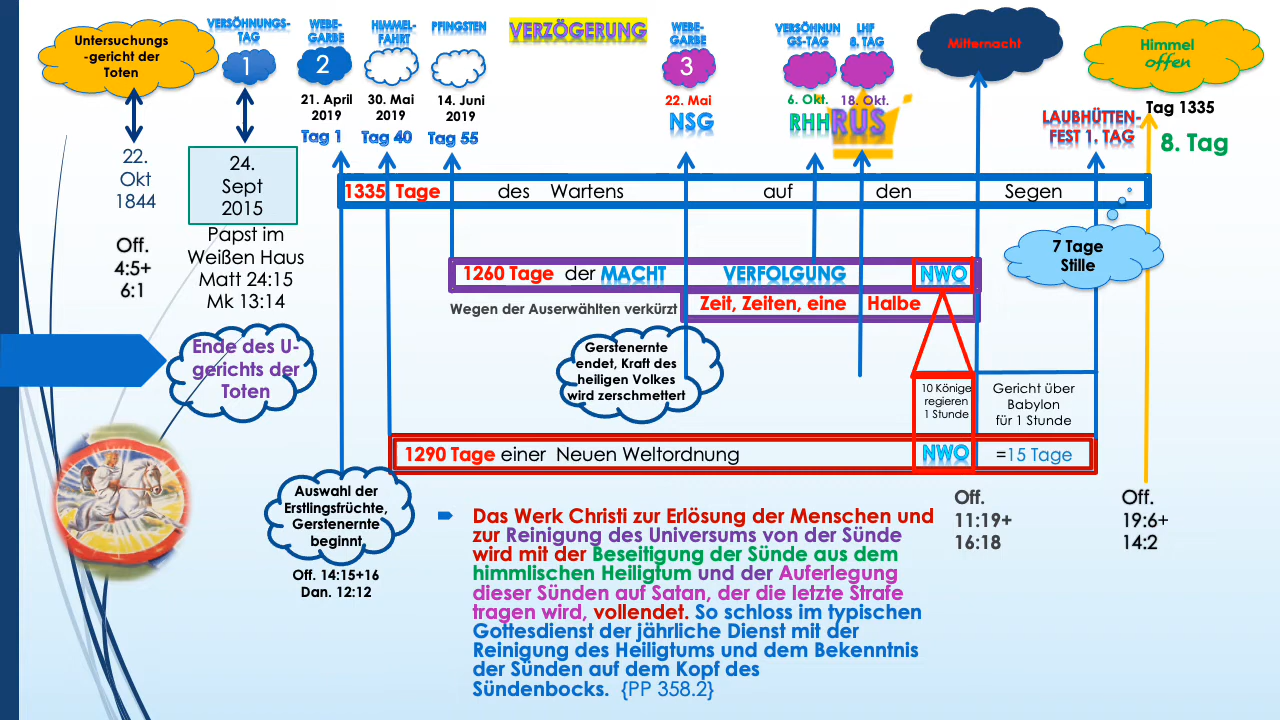 Untersuchungs
-gericht der
Toten
VERSÖHNUNGS-
TAG
1
WEBE-
GARBE
2
HIMMEL-
FAHRT
PFINGSTEN
VERZÖGERUNG
WEBE-
GARBE
3
VERSÖHNUN
GS-TAG
LHF
8. TAG
Mitternacht
Himmel
offen
21. April
2019
Tag 1
30. Mai
2019
Tag 40
14. Juni
2019
Tag 55
22. Mai
NSG
6. Okt.
RHH
18. Okt.
RUS
LAUBHÜTTEN-
FEST 1. TAG
Tag 1335
8. Tag
22.
Okt
1844
24.
Sept
2015
1335 Tage des Wartens auf den Segen
Off.
4:5+
6:1
Papst im
Weißen Haus
Matt 24:15
Mk 13:14
7 Tage
Stille
1260 Tage der MACHT VERFOLGUNG NWO
Wegen der Auserwählten verkürzt
Zeit, Zeiten, eine Halbe
Ende des U-
gerichts der
Toten
Gerstenernte
endet, Kraft des
heiligen Volkes
wird zerschmettert
10 Könige
regieren
1 Stunde
Gericht über
Babylon
für 1 Stunde
1290 Tage einer Neuen Weltordnung NWO =15 Tage
Auswahl der
Erstlingsfrüchte,
Gerstenernte
beginnt
Off. 14:15+16
Dan. 12:12
Off.
11:19+
16:18
Off.
19:6+
14:2
Das Werk Christi zur Erlösung der Menschen und
zur Reinigung des Universums von der Sünde
wird mit der Beseitigung der Sünde aus dem
himmlischen Heiligtum und der Auferlegung
dieser Sünden auf Satan, der die letzte Strafe
tragen wird, vollendet. So schloss im typischen
Gottesdienst der jährliche Dienst mit der
Reinigung des Heiligtums und dem Bekenntnis
der Sünden auf dem Kopf des
Sündenbocks. {PP 358.2}